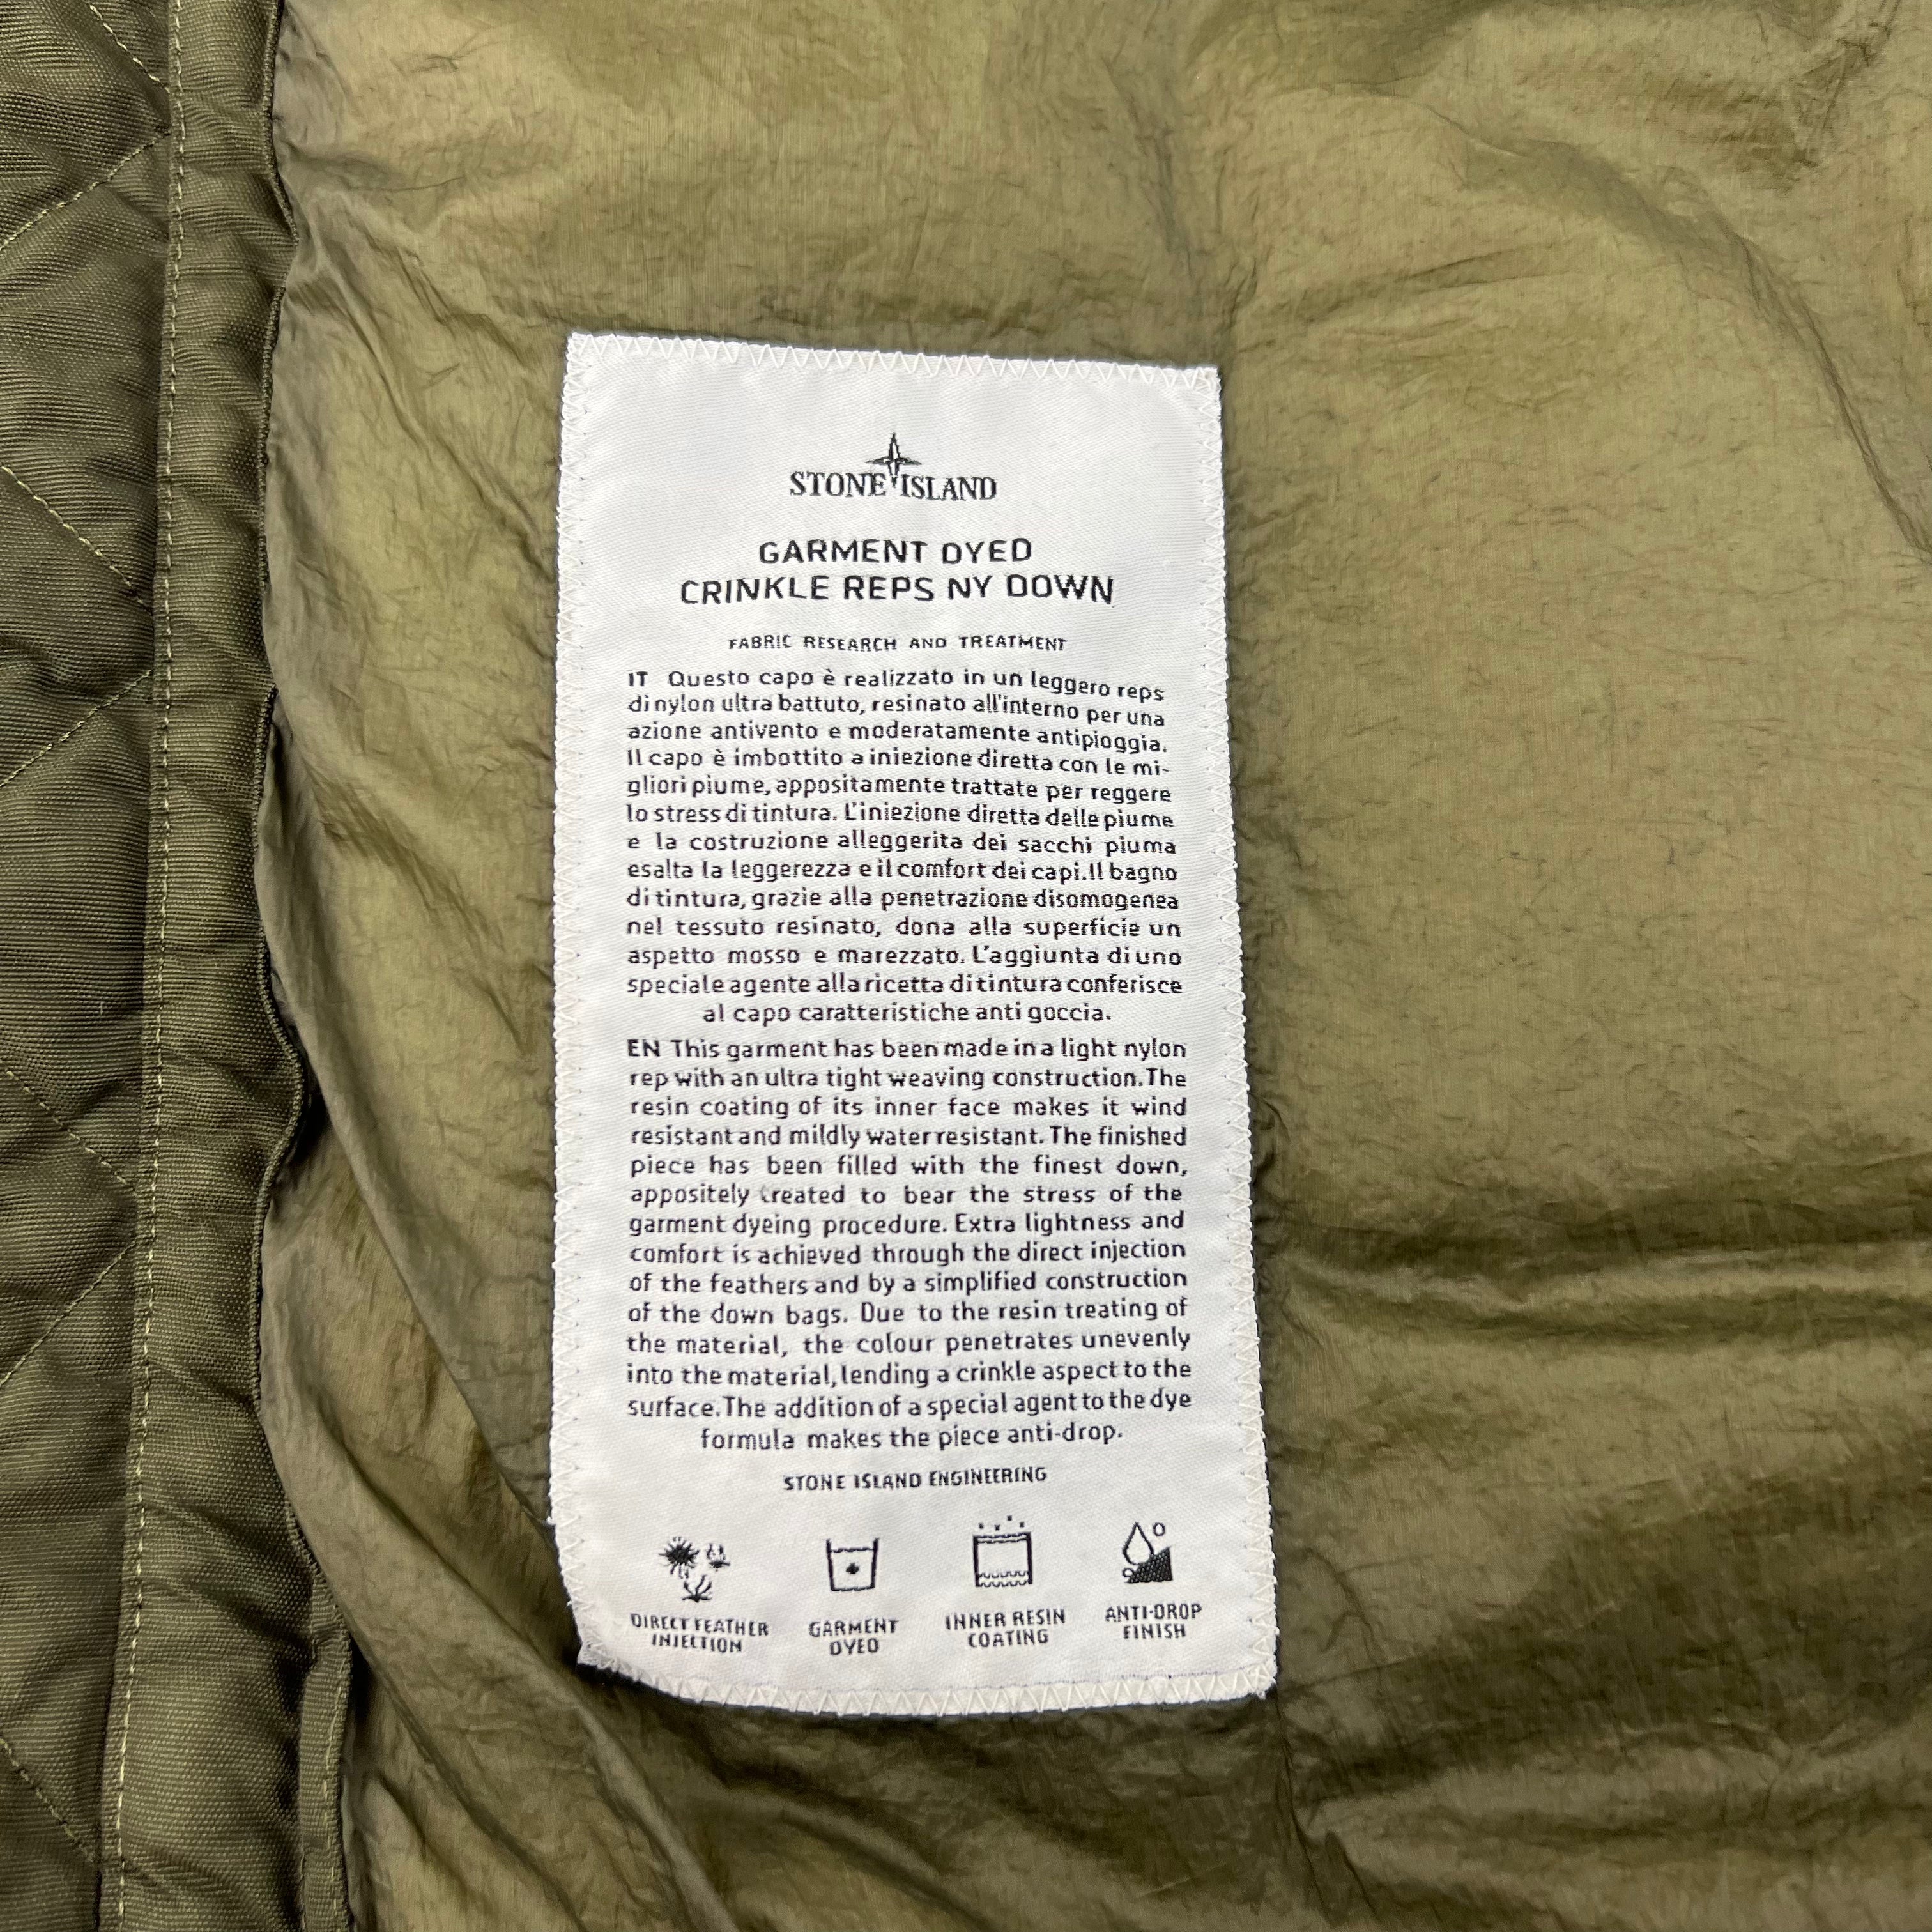 STONE ISLAND
GARMENT DYED
CRINKLE REPS NY DOWN
FABRIC RESEARCH AND TREATMENT
IT Questo capo è realizzato in un leggero reps
di nylon ultra battuto, resinato all'interno per una
azione antivento e moderatamente antipioggia.
Il capo è imbottito a iniezione diretta con le mi-
gliori piume, appositamente trattate per reggere
lo stress di tintura. L'iniezione diretta delle piume
e la costruzione alleggerita dei sacchi piuma
esalta la leggerezza e il comfort dei capi. Il bagno
di tintura, grazie alla penetrazione disomogenea
nel tessuto resinato, dona alla superficie un
aspetto mosso e marezzato. L'aggiunta di uno
speciale agente alla ricetta di tintura conferisce
al capo caratteristiche anti goccia.
EN This garment has been made in a light nylon
rep with an ultra tight weaving construction. The
resin coating of its inner face makes it wind
resistant and mildly water resistant. The finished
piece has been filled with the finest down,
appositely treated to bear the stress of the
garment dyeing procedure. Extra lightness and
comfort is achieved through the direct injection
of the feathers and by a simplified construction
of the down bags. Due to the resin treating of
the material, the colour penetrates unevenly
into the material, lending a crinkle aspect to the
surface. The addition of a special agent to the dye
formula makes the piece anti-drop.
STONE ISLAND ENGINEERING
DIRECT FEATHER
INJECTION
GARMENT
DYED
INNER RESIN
COATING
ANTI-DROP
FINISH